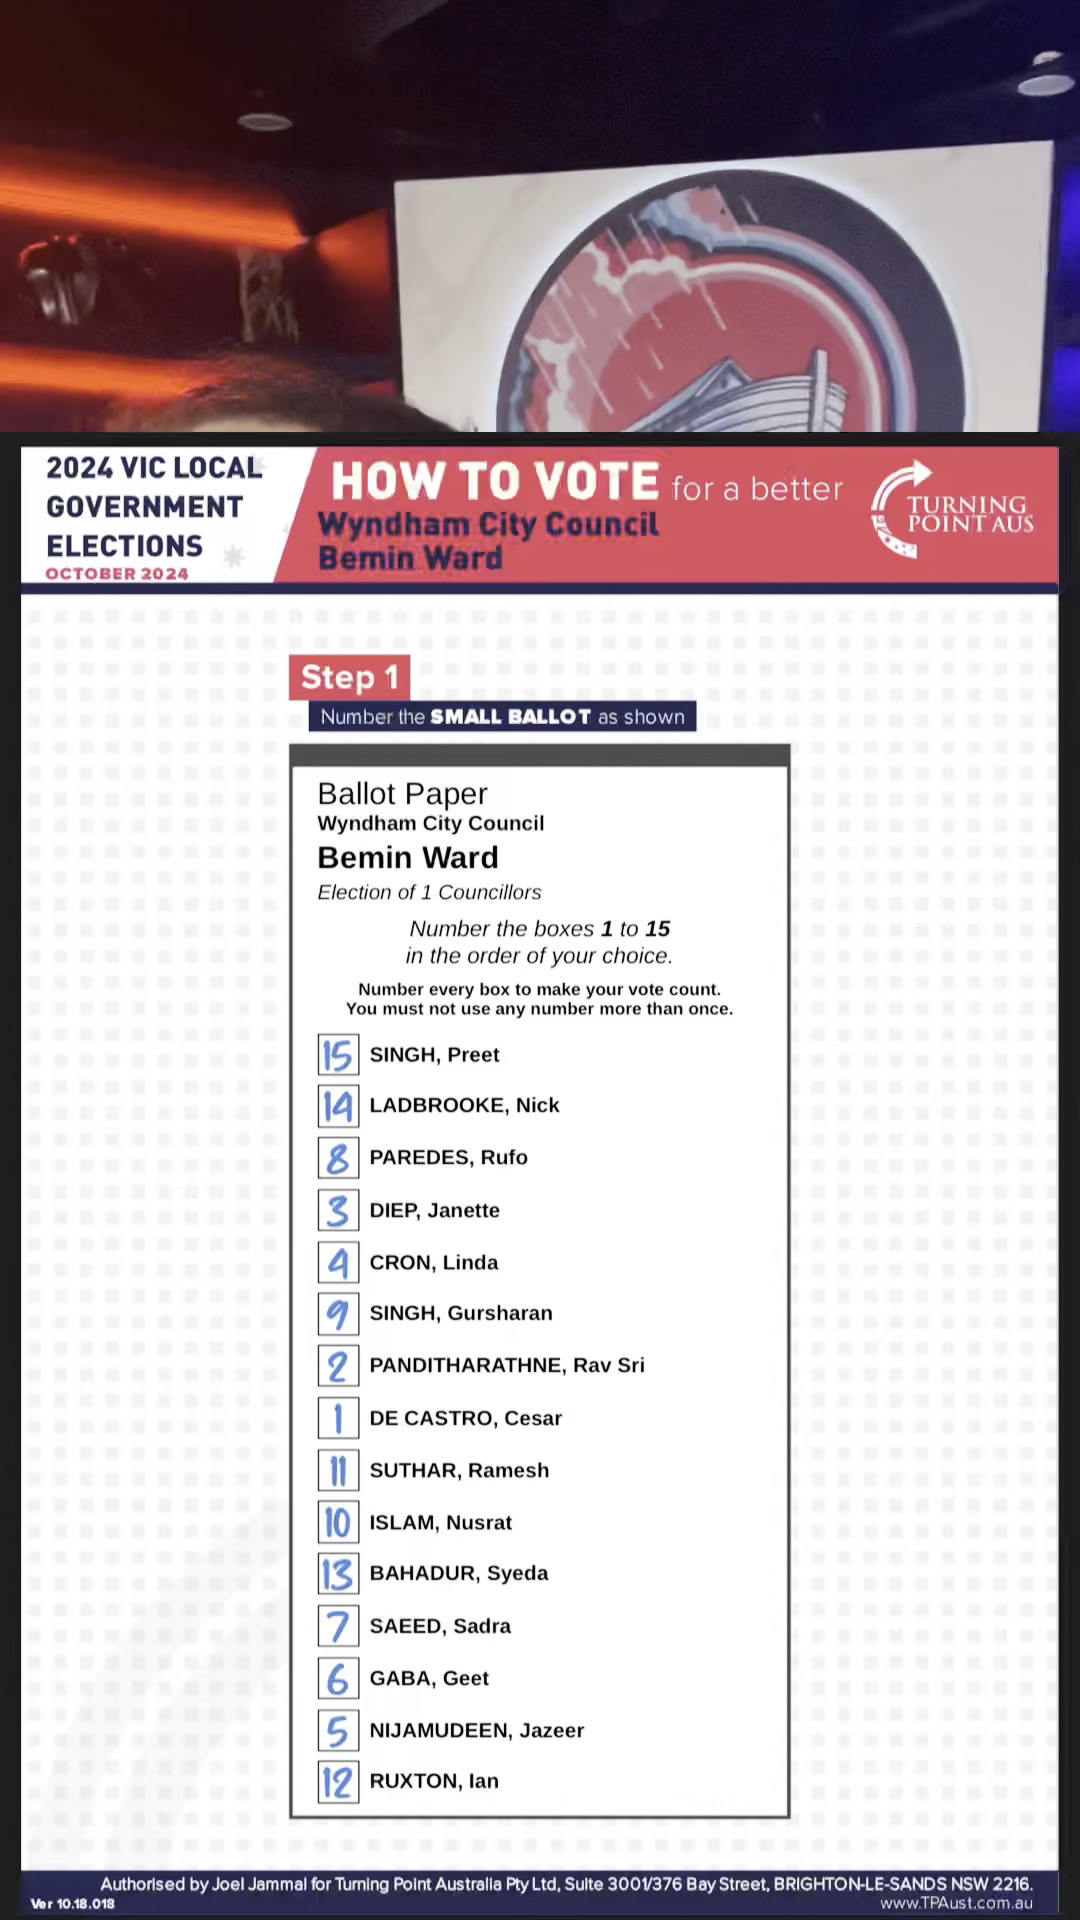 2024 VIC LOCAL
GOVERNMENT
ELECTIONS
OCTOBER 2024
HOW TO VOTE for a better
Wyndham City Council
Bemin Ward
TURNING
POINT AUS
Step 1
Number the SMALL BALLOT as shown
Ballot Paper
Wyndham City Council
Bemin Ward
Election of 1 Councillors
Number the boxes 1 to 15
in the order of your choice.
Number every box to make your vote count.
You must not use any number more than once.
15 SINGH, Preet
14 LADBROOKE, Nick
8 PAREDES, Rufo
3 DIEP, Janette
4 CRON, Linda
9 SINGH, Gursharan
2 PANDITHARATHNE, Rav Sri
1 DE CASTRO, Cesar
11 SUTHAR, Ramesh
10 ISLAM, Nusrat
13 BAHADUR, Syeda
7 SAEED, Sadra
6 GABA, Geet
5 NIJAMUDEEN, Jazeer
12 RUXTON, Ian
Authorised by Joel Jammal for Turning Point Australia Pty Ltd, Suite 3001/376 Bay Street, BRIGHTON-LE-SANDS NSW 2216.
Ver 10.18.018
www.TPAust.com.au